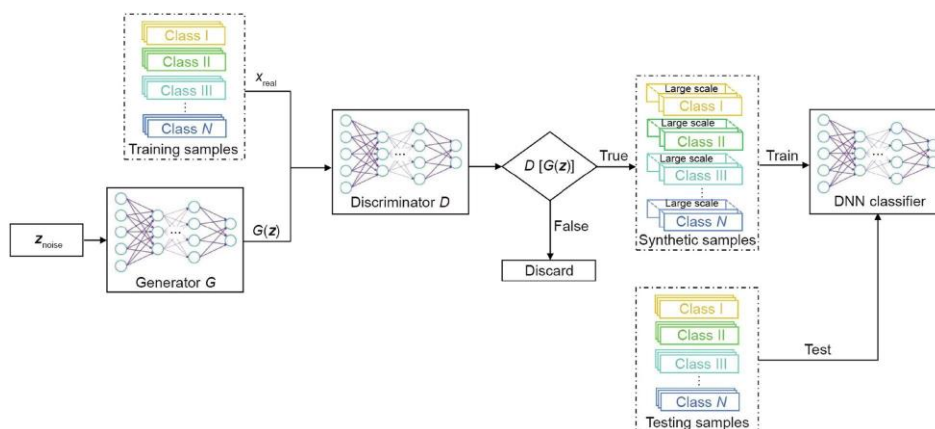 Class I
Class II
Class III
Class N
Training samples
x_real
z_noise
Generator G
G(z)
Discriminator D
D [G(z)]
True
False
Discard
Large scale
Class I
Large scale
Class II
Large scale
Class III
Large scale
Class N
Synthetic samples
Train
DNN classifier
Class I
Class II
Class III
Class N
Testing samples
Test